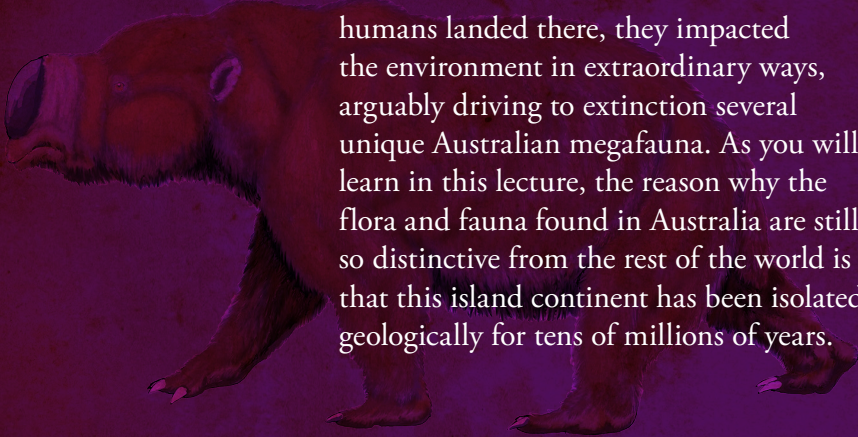 humans landed there, they impacted
the environment in extraordinary ways,
arguably driving to extinction several
unique Australian megafauna. As you will
learn in this lecture, the reason why the
flora and fauna found in Australia are still
so distinctive from the rest of the world is
that this island continent has been isolated
geologically for tens of millions of years.